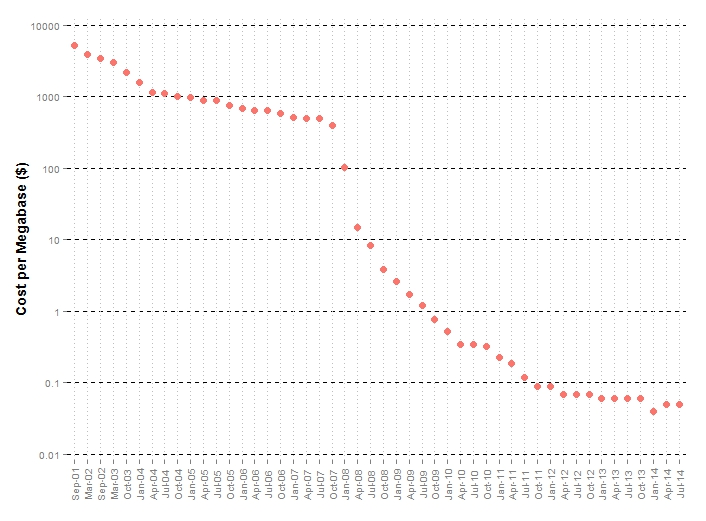 10000
1000
100
10
1
0.1
0.01
Cost per Megabase ($)
Sep-01
Mar-02
Sep-02
Mar-03
Oct-03
Jan-04
Apr-04
Jul-04
Oct-04
Jan-05
Apr-05
Jul-05
Oct-05
Jan-06
Apr-06
Jul-06
Oct-06
Jan-07
Apr-07
Jul-07
Oct-07
Jan-08
Apr-08
Jul-08
Oct-08
Jan-09
Apr-09
Jul-09
Oct-09
Jan-10
Apr-10
Jul-10
Oct-10
Jan-11
Apr-11
Jul-11
Oct-11
Jan-12
Apr-12
Jul-12
Oct-12
Jan-13
Apr-13
Jul-13
Oct-13
Jan-14
Apr-14
Jul-14